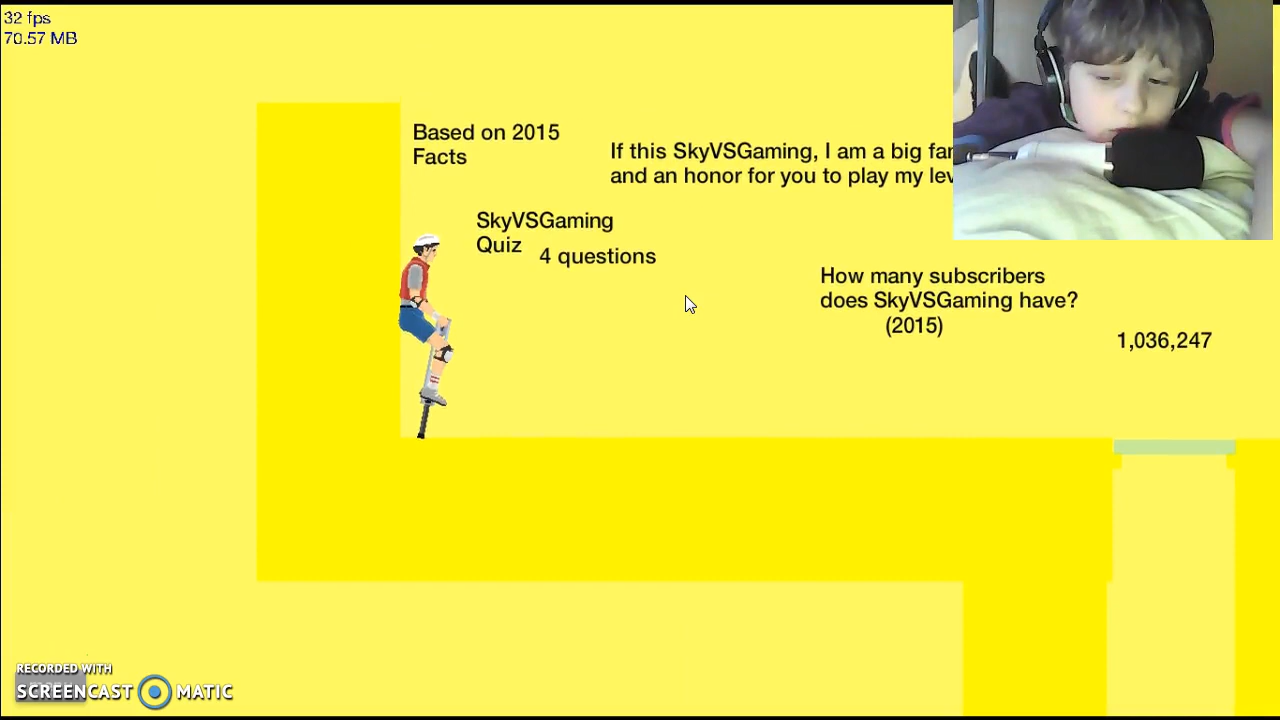 32 fps
70.57 MB
Based on 2015
Facts
If this SkyVSGaming, I am a big
and an honor for you to play my
SkyVSGaming
Quiz
4 questions
How many subscribers
does SkyVSGaming have?
(2015)
1,036,247
RECORDED WITH
SCREENCAST MATIC